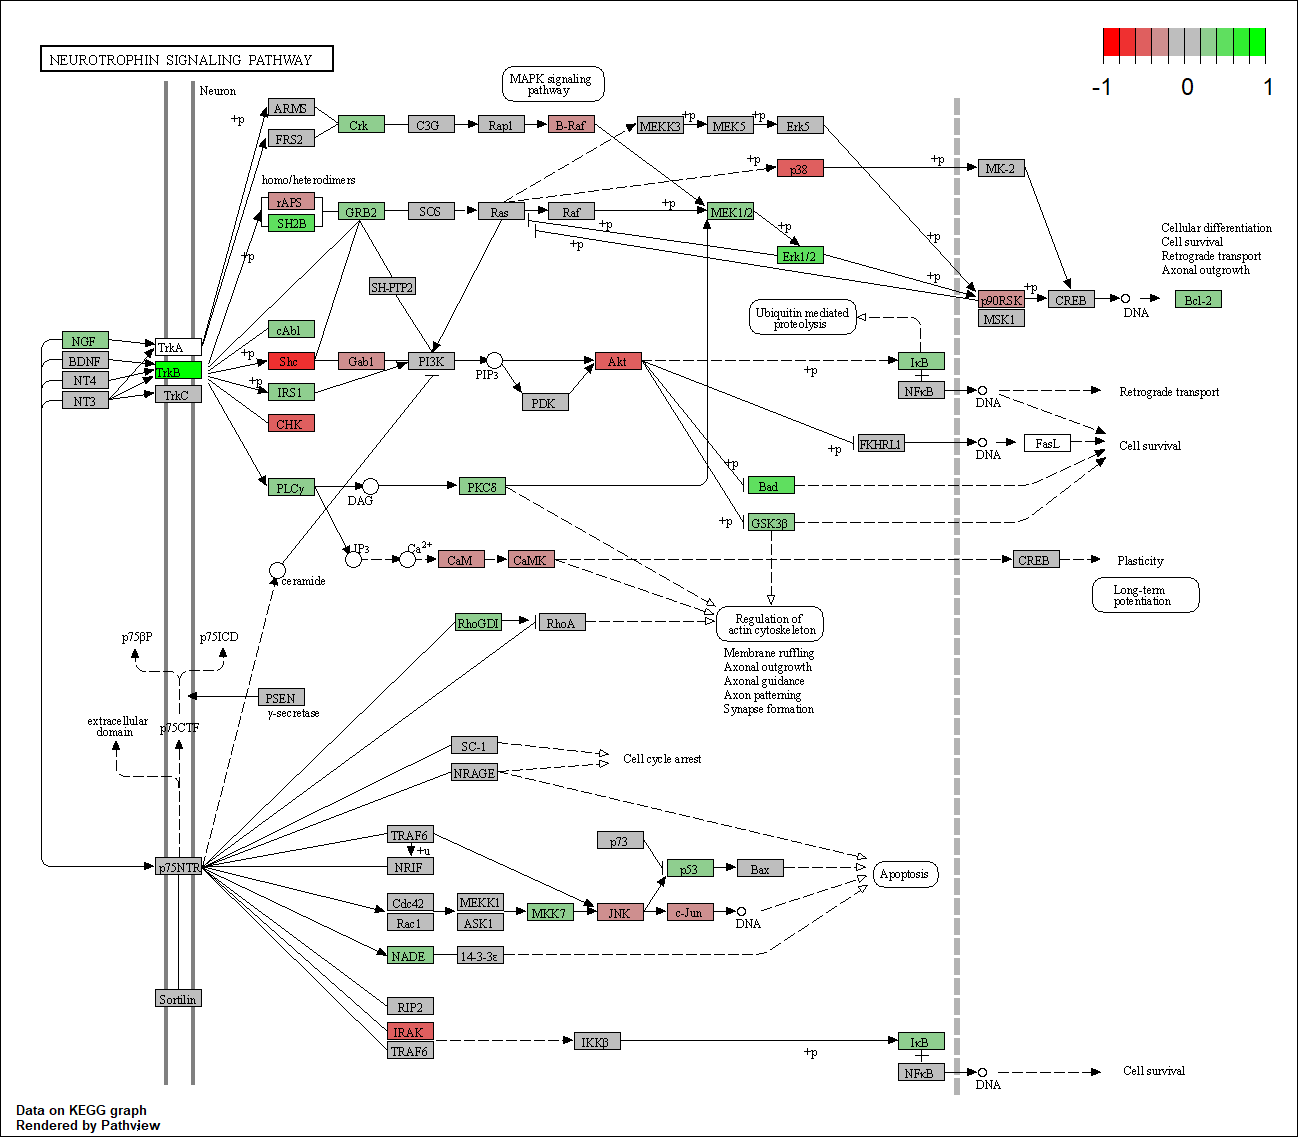 NEUROTROPHIN SIGNALING PATHWAY
-1 0 1
Neuron
MAPK signaling
pathway
ARMS
FRS2
+p
Crk
C3G
Rap1
B-Raf
MEKK3
+p
MEK5
+p
Erk5
+p
p38
+p
MK-2
homo/heterodimers
rAPS
SH2B
GRB2
SOS
Ras
Raf
+p
MEK1/2
+p
Erk1/2
+p
+p
+p
+p
+p
SH-PTP2
p90RSK
MSK1
+p
CREB
DNA
Cellular differentiation
Cell survival
Retrograde transport
Axonal outgrowth
Bcl-2
Ubiquitin mediated
proteolysis
NGF
BDNF
NT4
NT3
TrkA
TrkB
TrkC
cAbl
+p
Shc
Gab1
PI3K
PIP3
PDK
Akt
+p
IκB
NFκB
DNA
Retrograde transport
+p
IRS1
CHK
FKHRL1
+p
DNA
FasL
Cell survival
PLCγ
DAG
PKCδ
+p
Bad
+p
GSK3β
IP3
Ca2+
CaM
CaMK
CREB
Plasticity
Long-term
potentiation
ceramide
RhoGDI
RhoA
Regulation of
actin cytoskeleton
Membrane ruffling
Axonal outgrowth
Axonal guidance
Axon patterning
Synapse formation
p75βP
p75ICD
PSEN
γ-secretase
extracellular
domain
p75CTF
SC-1
NRAGE
Cell cycle arrest
p75NTR
TRAF6
+u
NRIF
p73
p53
Bax
Apoptosis
Cdc42
Rac1
MEKK1
ASK1
MKK7
JNK
c-Jun
DNA
NADE
14-3-3ε
Sortilin
RIP2
IRAK
TRAF6
IKKβ
+p
IκB
NFκB
DNA
Cell survival
Data on KEGG graph
Rendered by Pathview